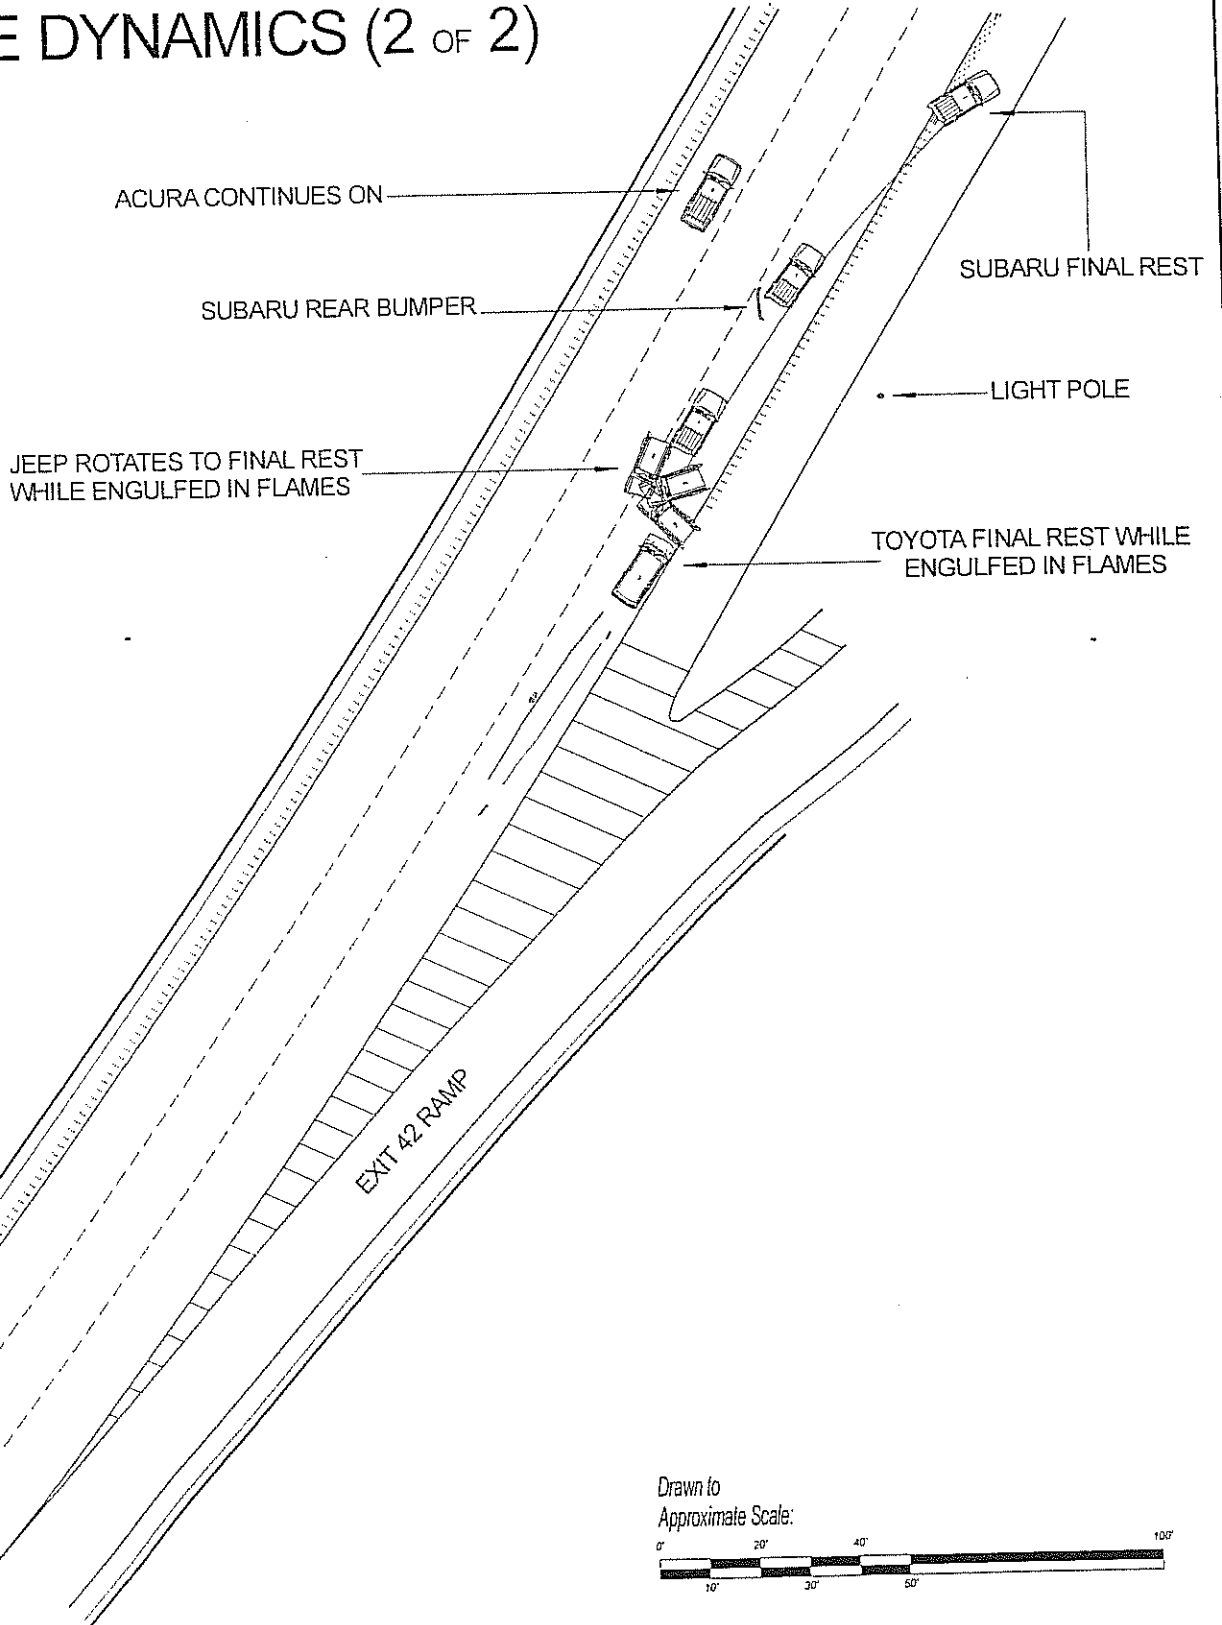 E DYNAMICS (2 OF 2)
ACURA CONTINUES ON
SUBARU FINAL REST
SUBARU REAR BUMPER
LIGHT POLE
JEEP ROTATES TO FINAL REST
WHILE ENGULFED IN FLAMES
TOYOTA FINAL REST WHILE
ENGULFED IN FLAMES
EXIT 42 RAMP
Drawn to
Approximate Scale:
0' 20' 40' 100'
10' 30' 50'